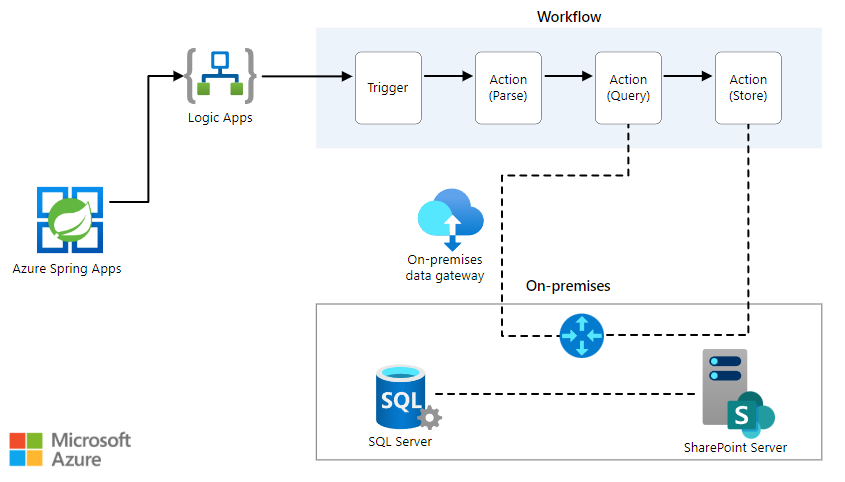 Workflow
Trigger
Action
(Parse)
Action
(Query)
Action
(Store)
Logic Apps
Azure Spring Apps
On-premises
data gateway
On-premises
SQL
SQL Server
S
SharePoint Server
Microsoft
Azure